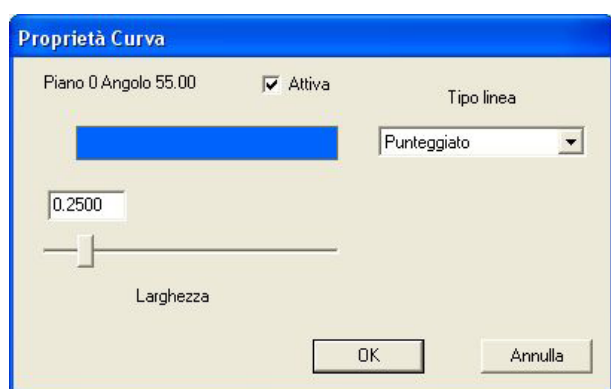 Proprietà Curva
Piano 0 Angolo 55.00
Attiva
Tipo linea
Punteggiato
0.2500
Larghezza
OK
Annulla